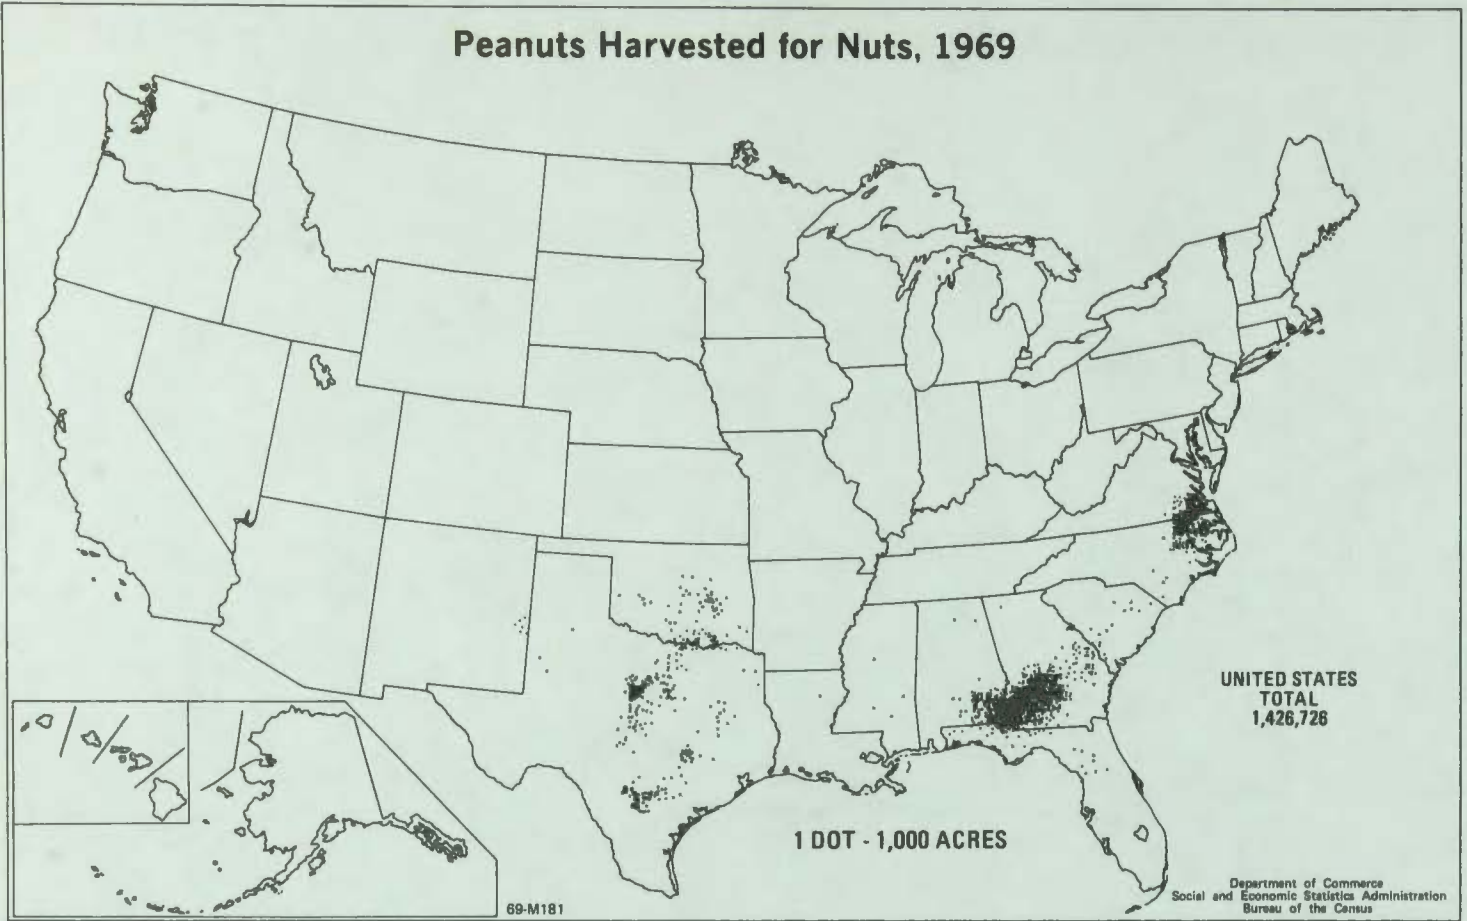 Peanuts Harvested for Nuts, 1969
UNITED STATES
TOTAL
1,426,726
1 DOT - 1,000 ACRES
69-M181
Department of Commerce
Social and Economic Statistics Administration
Bureau of the Census